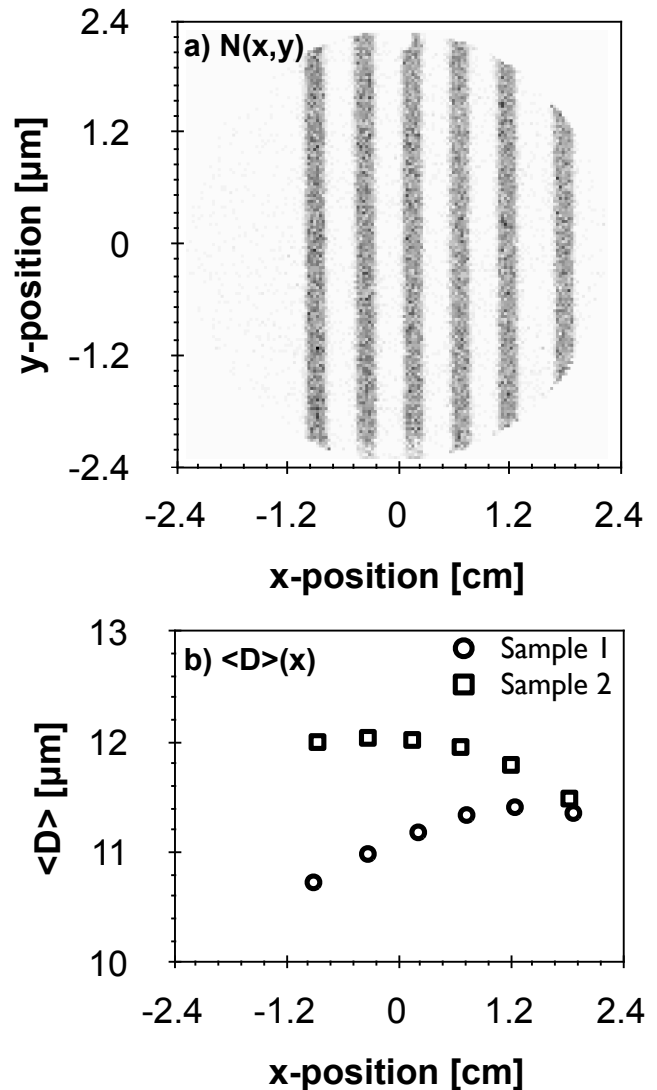 2.4
a) N(x,y)
1.2
0
-1.2
-2.4
y-position [µm]
-2.4 -1.2 0 1.2 2.4
x-position [cm]
13
b) <D>(x)
Sample 1
Sample 2
12
11
10
<D> [µm]
-2.4 -1.2 0 1.2 2.4
x-position [cm]